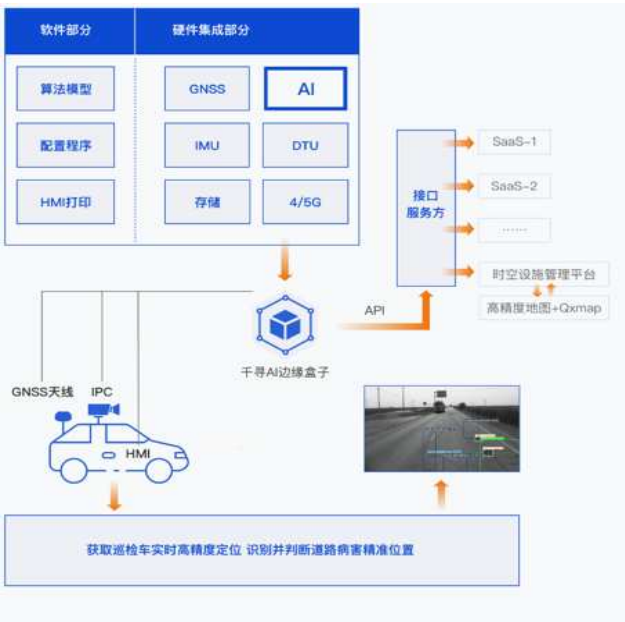 软件部分
硬件集成部分
算法模型
GNSS
AI
配置程序
IMU
DTU
HMI打印
存储
4/5G
接口
服务方
SaaS-1
SaaS-2
......
时空设施管理平台
高精度地图+Qxmap
API
千寻AI边缘盒子
GNSS天线
IPC
HMI
获取巡检车实时高精度定位 识别并判断道路病害精准位置